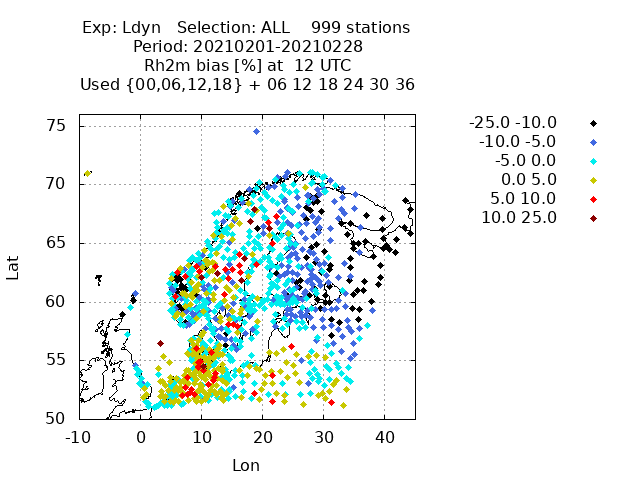 Exp: Ldyn   Selection: ALL    999 stations
Period: 20210201-20210228
Rh2m bias [%] at  12 UTC
Used {00,06,12,18} + 06 12 18 24 30 36
-25.0 -10.0
-10.0 -5.0
-5.0 0.0
0.0 5.0
5.0 10.0
10.0 25.0
75
70
65
60
55
50
Lat
-10 0 10 20 30 40
Lon